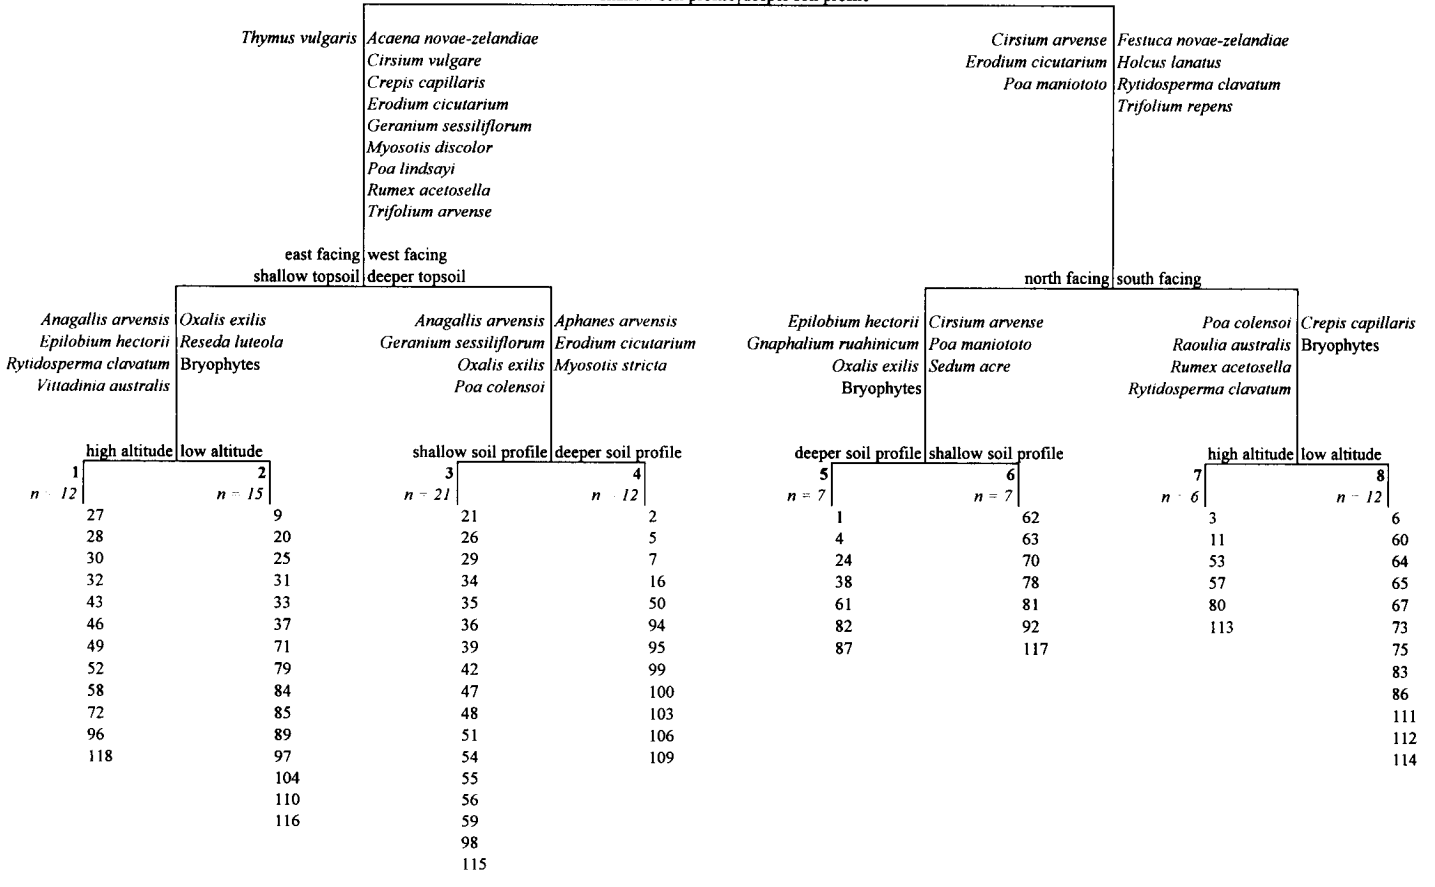 Thymus vulgaris Acaena novae-zelandiae
Cirsium vulgare
Crepis capillaris
Erodium cicutarium
Geranium sessiliflorum
Myosotis discolor
Poa lindsayi
Rumex acetosella
Trifolium arvense
Cirsium arvense Festuca novae-zelandiae
Erodium cicutarium Holcus lanatus
Poa maniototo Rytidosperma clavatum
Trifolium repens
east facing west facing
shallow topsoil deeper topsoil
north facing south facing
Anagallis arvensis Oxalis exilis
Epilobium hectorii Reseda luteola
Rytidosperma clavatum Bryophytes
Vittadinia australis
Anagallis arvensis Aphanes arvensis
Geranium sessiliflorum Erodium cicutarium
Oxalis exilis Myosotis stricta
Poa colensoi
Epilobium hectorii Cirsium arvense
Gnaphalium ruahinicum Poa maniototo
Oxalis exilis Sedum acre
Bryophytes
Poa colensoi Crepis capillaris
Raoulia australis Bryophytes
Rumex acetosella
Rytidosperma clavatum
high altitude low altitude
shallow soil profile deeper soil profile
deeper soil profile shallow soil profile
high altitude low altitude
1
n = 12
27
28
30
32
43
46
49
52
58
72
96
118
2
n = 15
9
20
25
31
33
37
71
79
84
85
89
97
104
110
116
3
n = 21
21
26
29
34
35
36
39
42
47
48
51
54
55
56
59
98
115
4
n = 12
2
5
7
16
50
94
95
99
100
103
106
109
5
n = 7
1
4
24
38
61
82
87
6
n = 7
62
63
70
78
81
92
117
7
n = 6
3
11
53
57
80
113
8
n = 12
6
60
64
65
67
73
75
83
86
111
112
114